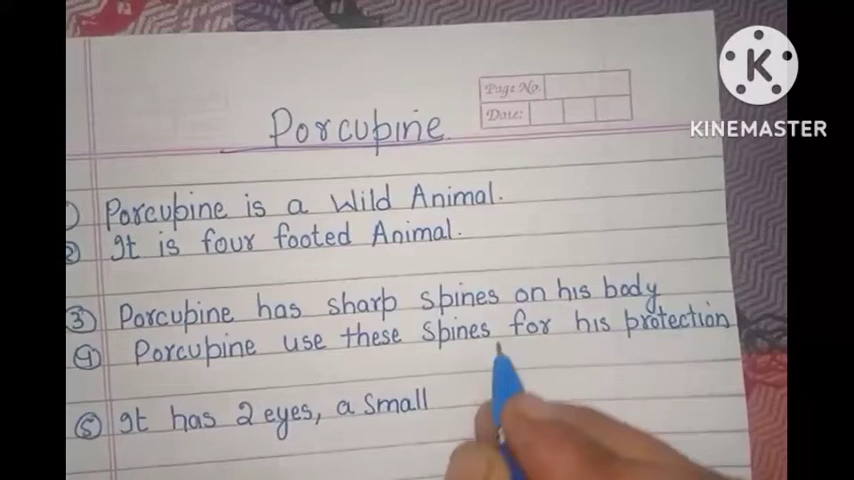 Porcupine
Page No.
Date:
K
KINEMASTER
1) Porcupine is a Wild Animal.
2 It is four footed Animal.
3 Porcupine has sharp spines on his body
4 Porcupine use these spines for his protection
5 It has 2 eyes, a small